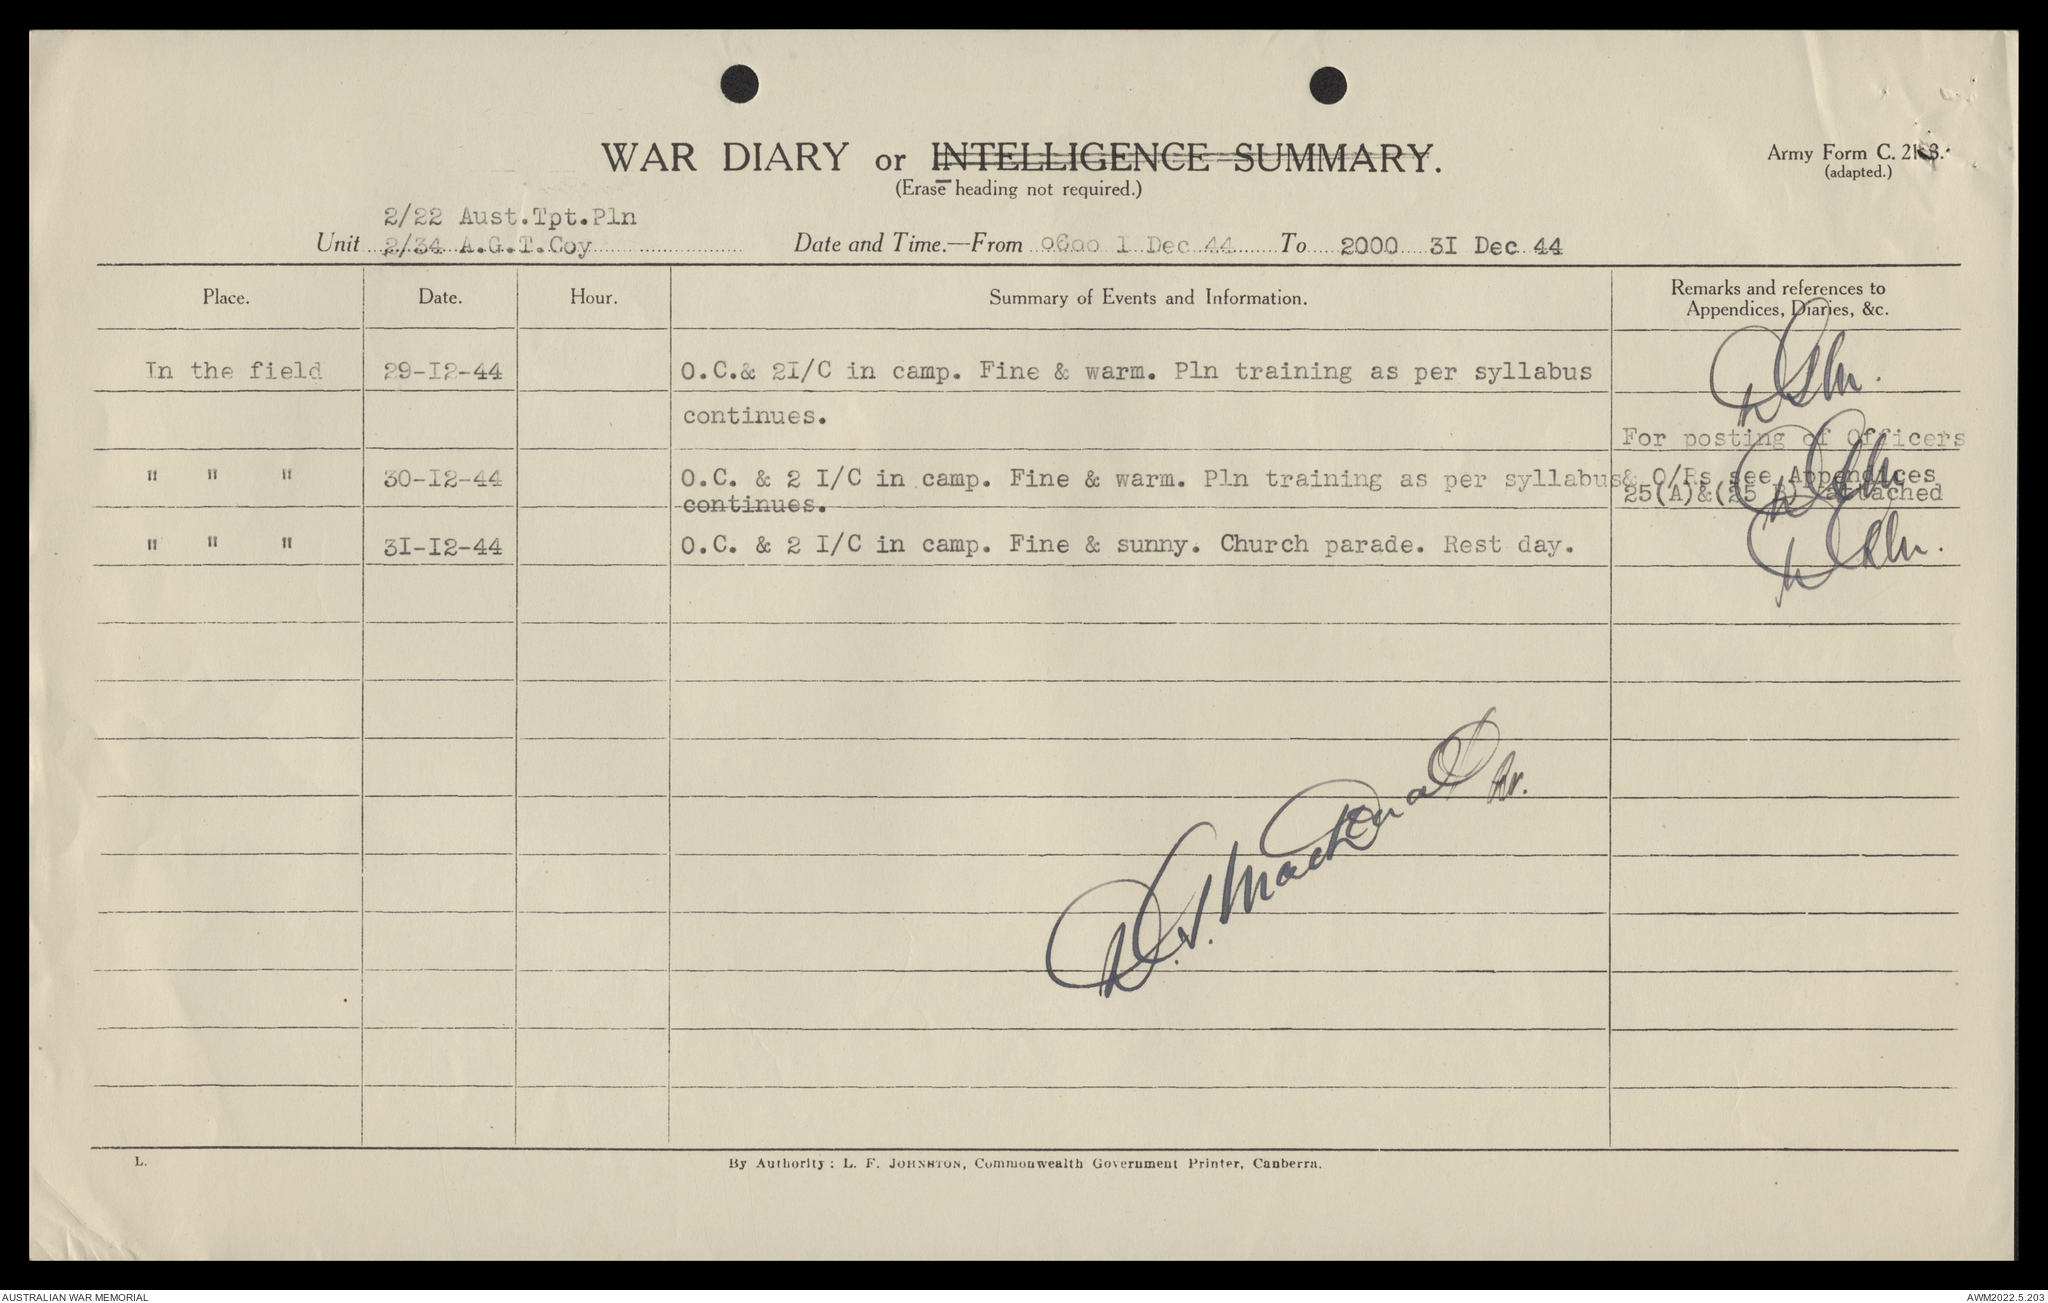 WAR DIARY or INTELLIGENCE SUMMARY.
(Erase heading not required.)
Army Form C. 2118.
(adapted.)
2/22 Aust.Tpt.Pln
Unit 2/34 A.G.T.Coy Date and Time.—From 0600 1 Dec 44 To 2000 31 Dec 44
Place. Date. Hour. Summary of Events and Information. Remarks and references to
Appendices, Diaries, &c.
In the field 29-12-44 O.C.& 2I/C in camp. Fine & warm. Pln training as per syllabus
continues.
For posting of Officers
" " " 30-12-44 O.C. & 2 I/C in camp. Fine & warm. Pln training as per syllabus & O/Rs see Appendices
continues. 25(A)&(25 B) attached
" " " 31-12-44 O.C. & 2 I/C in camp. Fine & sunny. Church parade. Rest day.
L.
By Authority: L. F. JOHNSTON, Commonwealth Government Printer, Canberra.
AUSTRALIAN WAR MEMORIAL
AWM2022.5.203